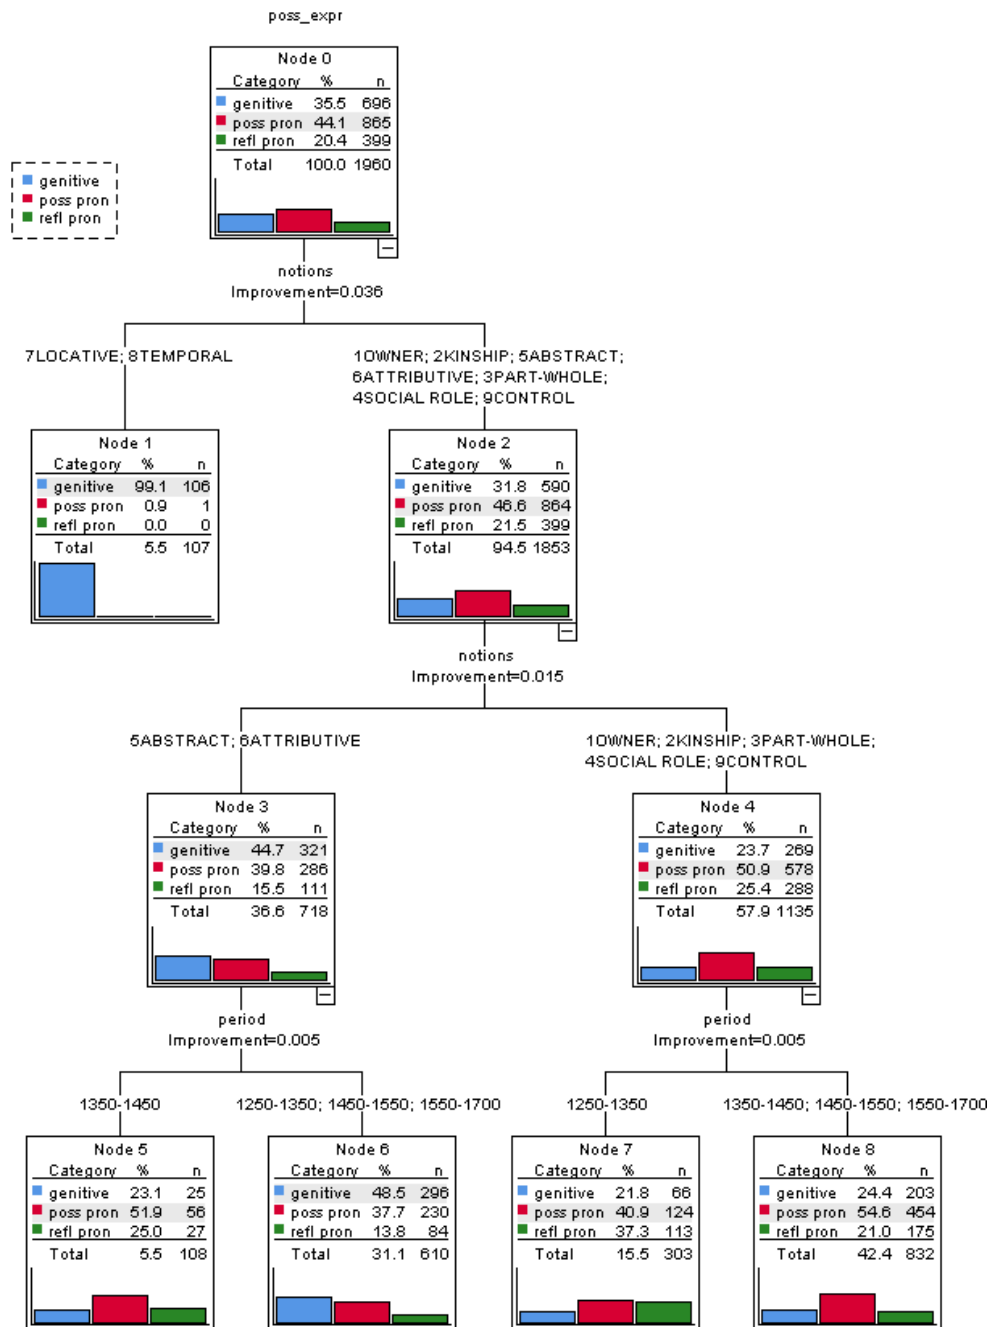 poss_expr
Node 0
Category % n
genitive 35.5 696
poss pron 44.1 865
refl pron 20.4 399
Total 100.0 1960
genitive
poss pron
refl pron
notions
Improvement=0.036
7LOCATIVE; 8TEMPORAL
1OWNER; 2KINSHIP; 5ABSTRACT;
6ATTRIBUTIVE; 3PART-WHOLE;
4SOCIAL ROLE; 9CONTROL
Node 1
Category % n
genitive 99.1 106
poss pron 0.9 1
refl pron 0.0 0
Total 5.5 107
Node 2
Category % n
genitive 31.8 590
poss pron 46.6 864
refl pron 21.5 399
Total 94.5 1853
notions
Improvement=0.015
5ABSTRACT; 6ATTRIBUTIVE
1OWNER; 2KINSHIP; 3PART-WHOLE;
4SOCIAL ROLE; 9CONTROL
Node 3
Category % n
genitive 44.7 321
poss pron 39.8 286
refl pron 15.5 111
Total 36.6 718
Node 4
Category % n
genitive 23.7 269
poss pron 50.9 578
refl pron 25.4 288
Total 57.9 1135
period
Improvement=0.005
period
Improvement=0.005
1350-1450
1250-1350; 1450-1550; 1550-1700
1250-1350
1350-1450; 1450-1550; 1550-1700
Node 5
Category % n
genitive 23.1 25
poss pron 51.9 56
refl pron 25.0 27
Total 5.5 108
Node 6
Category % n
genitive 48.5 296
poss pron 37.7 230
refl pron 13.8 84
Total 31.1 610
Node 7
Category % n
genitive 21.8 66
poss pron 40.9 124
refl pron 37.3 113
Total 15.5 303
Node 8
Category % n
genitive 24.4 203
poss pron 54.6 454
refl pron 21.0 175
Total 42.4 832